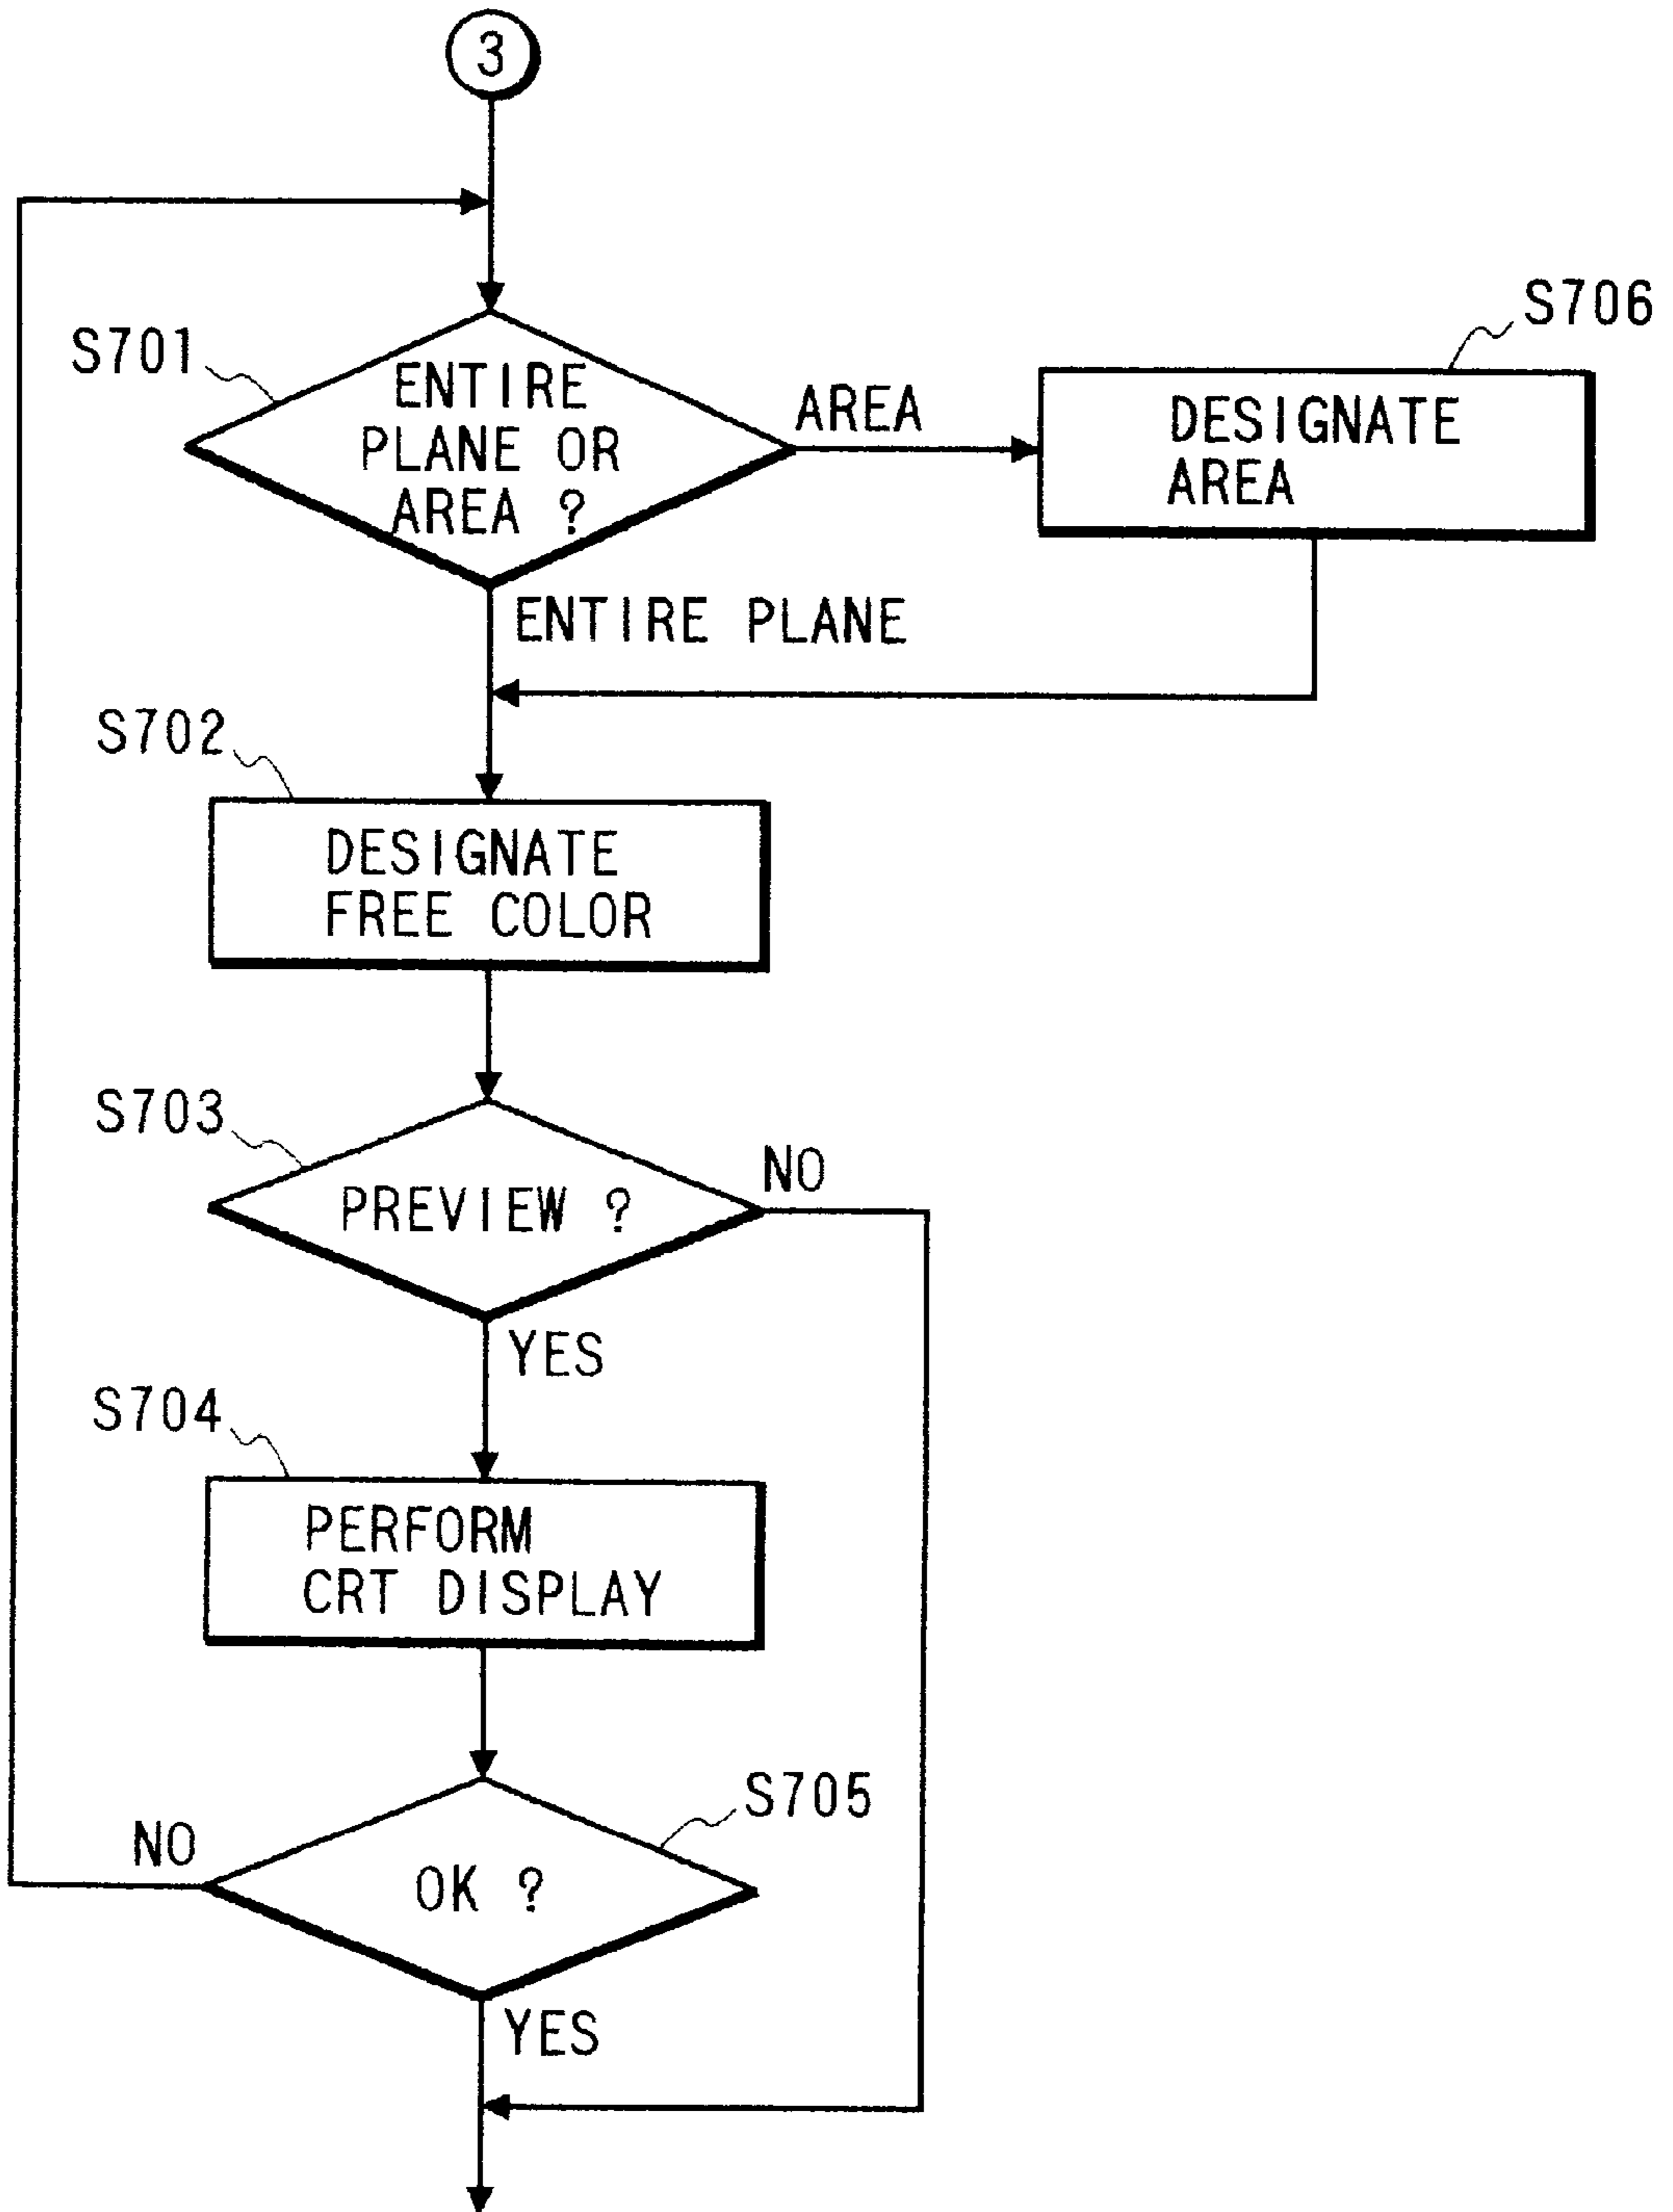 3
S701
ENTIRE
PLANE OR
AREA ?
AREA
S706
DESIGNATE
AREA
ENTIRE PLANE
S702
DESIGNATE
FREE COLOR
S703
PREVIEW ?
NO
YES
S704
PERFORM
CRT DISPLAY
S705
NO
OK ?
YES